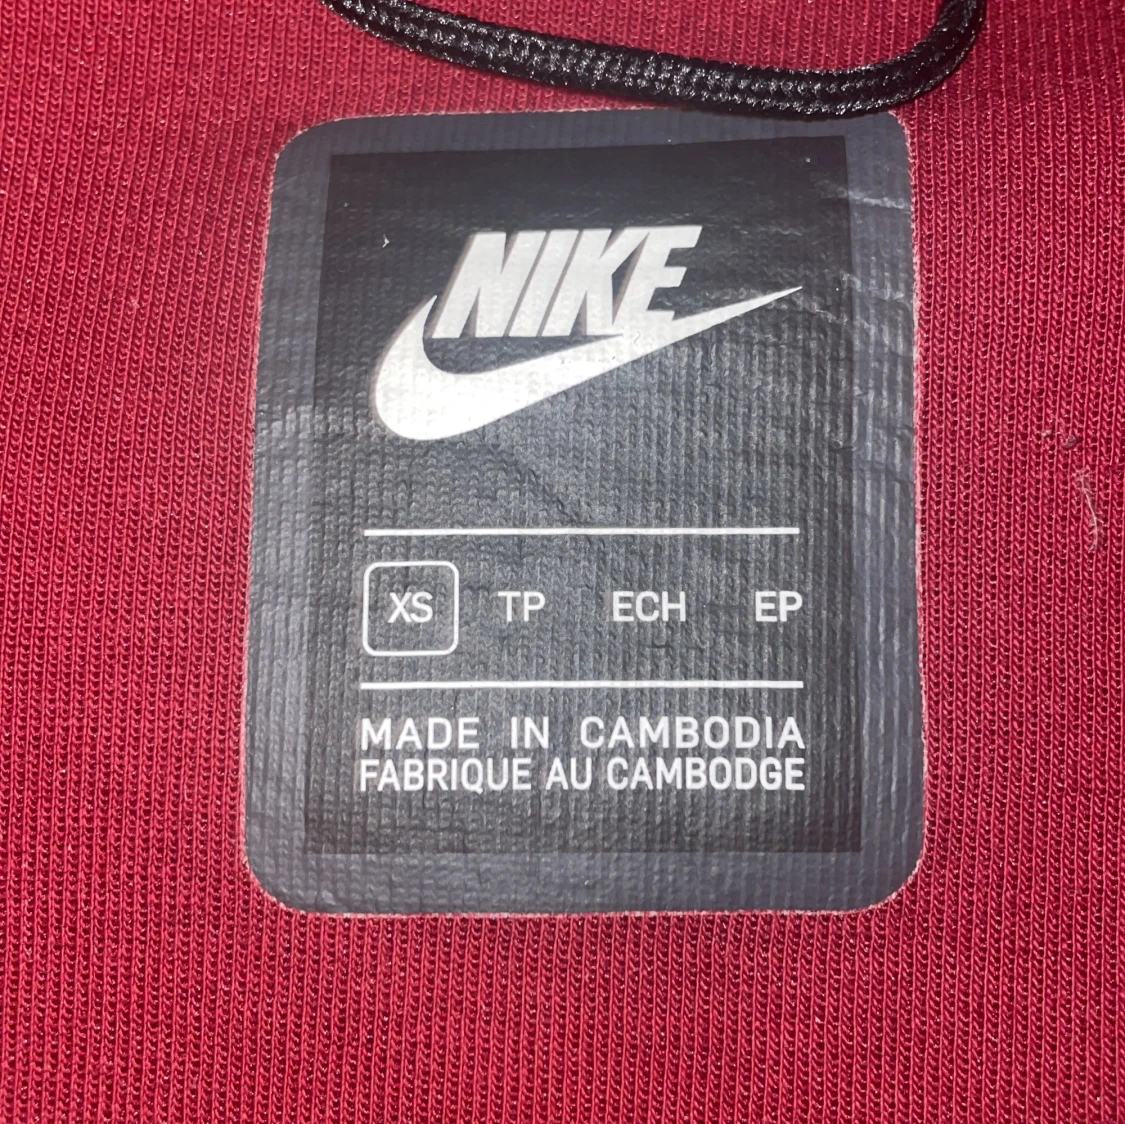 NIKE
XS TP ECH EP
MADE IN CAMBODIA
FABRIQUE AU CAMBODGE